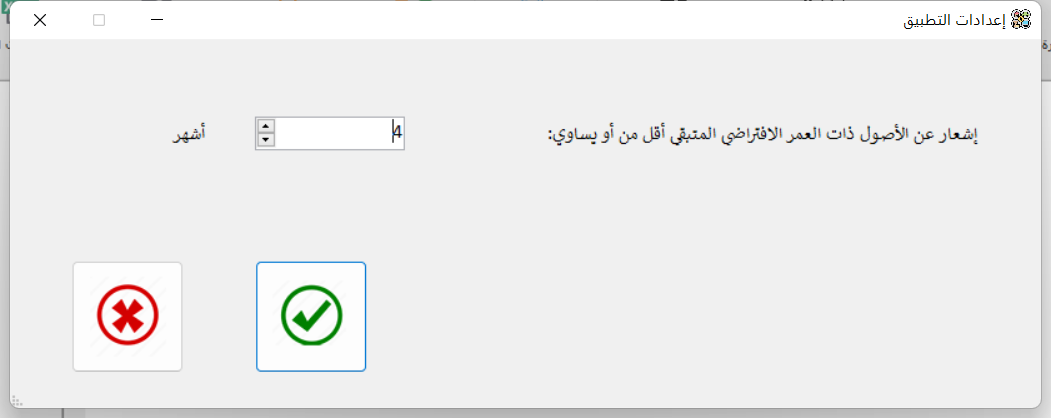 إعدادات التطبيق
إشعار عن الأصول ذات العمر الافتراضي المتبقي أقل من أو يساوي:
4
أشهر